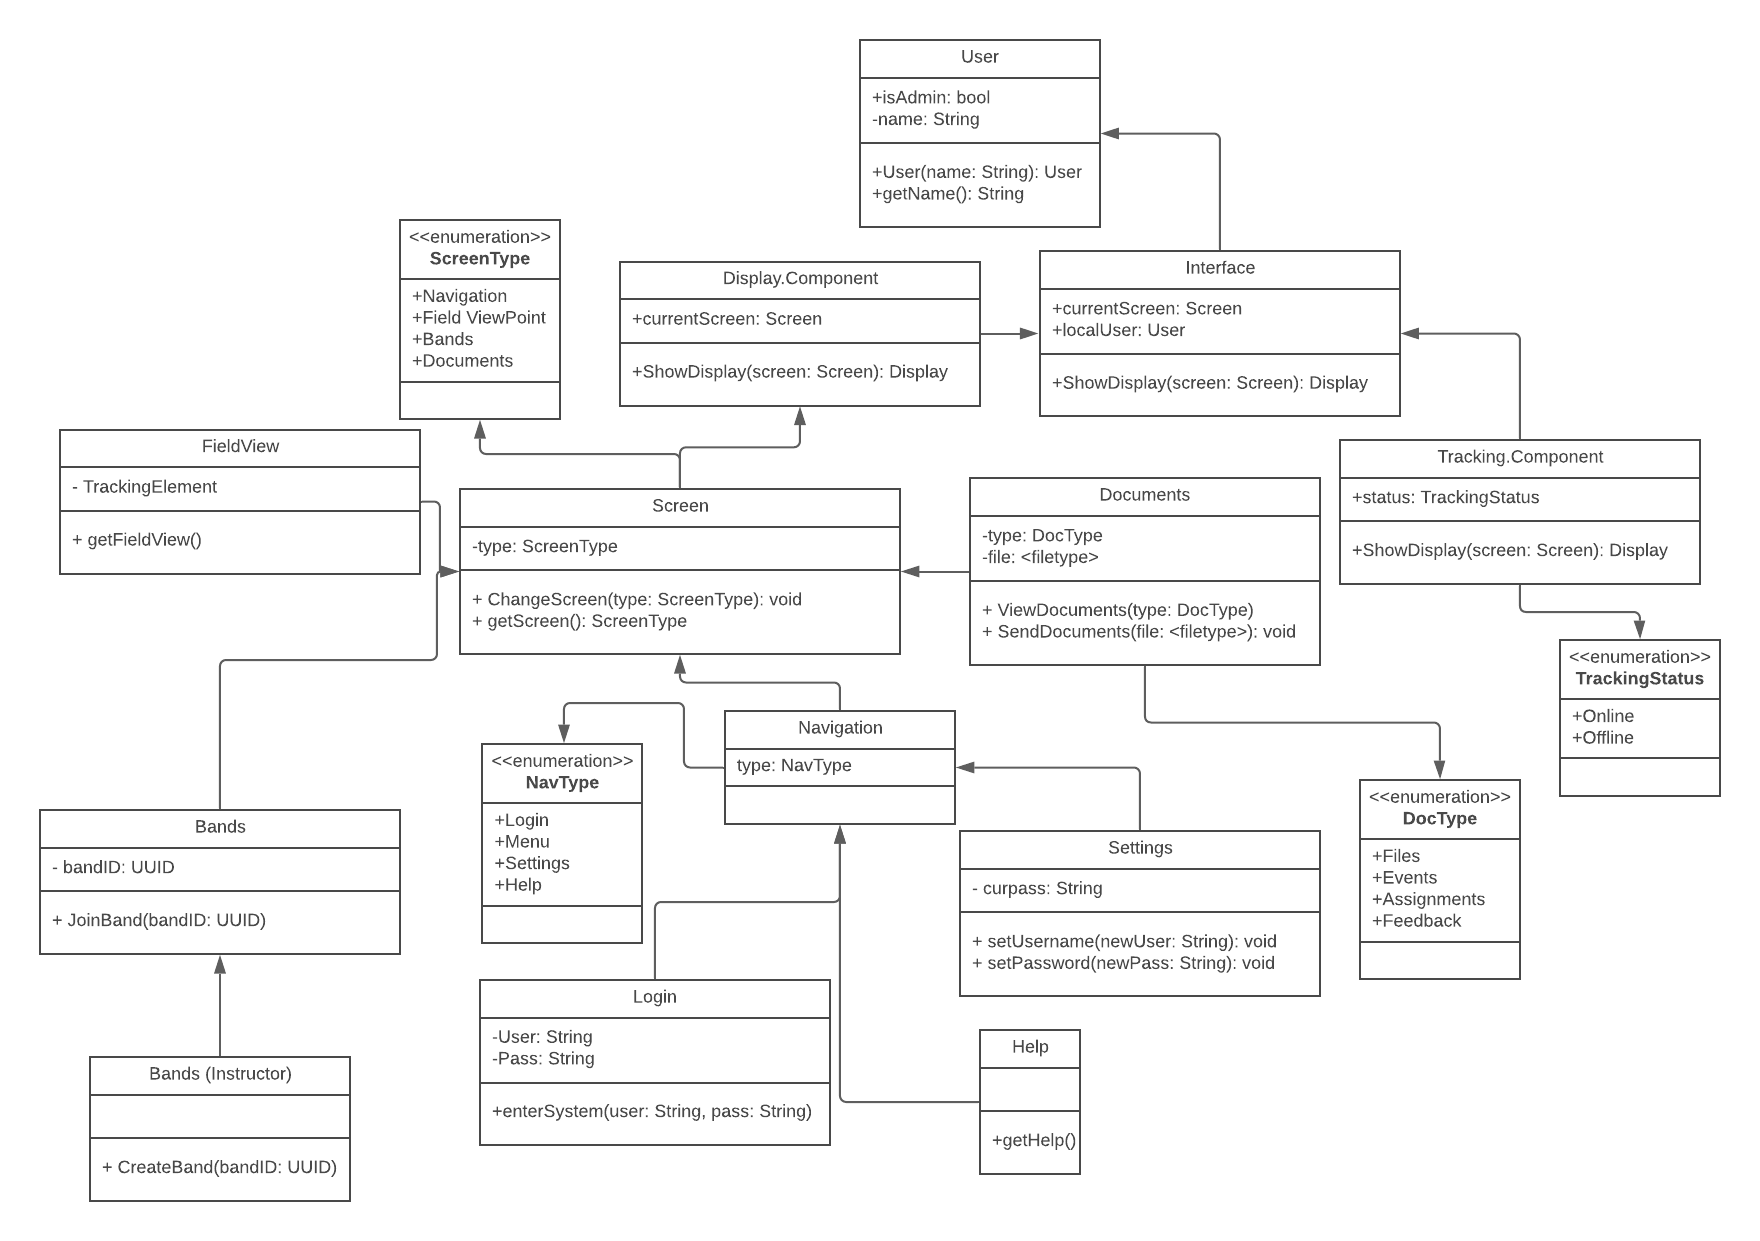 User
+isAdmin: bool
-name: String
+User(name: String): User
+getName(): String
<<enumeration>>
ScreenType
+Navigation
+Field ViewPoint
+Bands
+Documents
Display.Component
+currentScreen: Screen
+ShowDisplay(screen: Screen): Display
Interface
+currentScreen: Screen
+localUser: User
+ShowDisplay(screen: Screen): Display
FieldView
- TrackingElement
+ getFieldView()
Screen
-type: ScreenType
+ ChangeScreen(type: ScreenType): void
+ getScreen(): ScreenType
Documents
-type: DocType
-file: <filetype>
+ ViewDocuments(type: DocType)
+ SendDocuments(file: <filetype>): void
Tracking.Component
+status: TrackingStatus
+ShowDisplay(screen: Screen): Display
<<enumeration>>
TrackingStatus
+Online
+Offline
Navigation
type: NavType
<<enumeration>>
NavType
+Login
+Menu
+Settings
+Help
<<enumeration>>
DocType
+Files
+Events
+Assignments
+Feedback
Bands
- bandID: UUID
+ JoinBand(bandID: UUID)
Settings
- curpass: String
+ setUsername(newUser: String): void
+ setPassword(newPass: String): void
Login
-User: String
-Pass: String
+enterSystem(user: String, pass: String)
Help
+getHelp()
Bands (Instructor)
+ CreateBand(bandID: UUID)